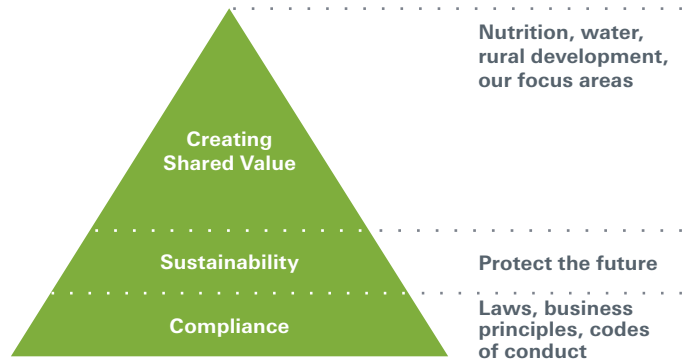 Nutrition, water,
rural development,
our focus areas
Creating
Shared Value
Sustainability
Protect the future
Compliance
Laws, business
principles, codes
of conduct